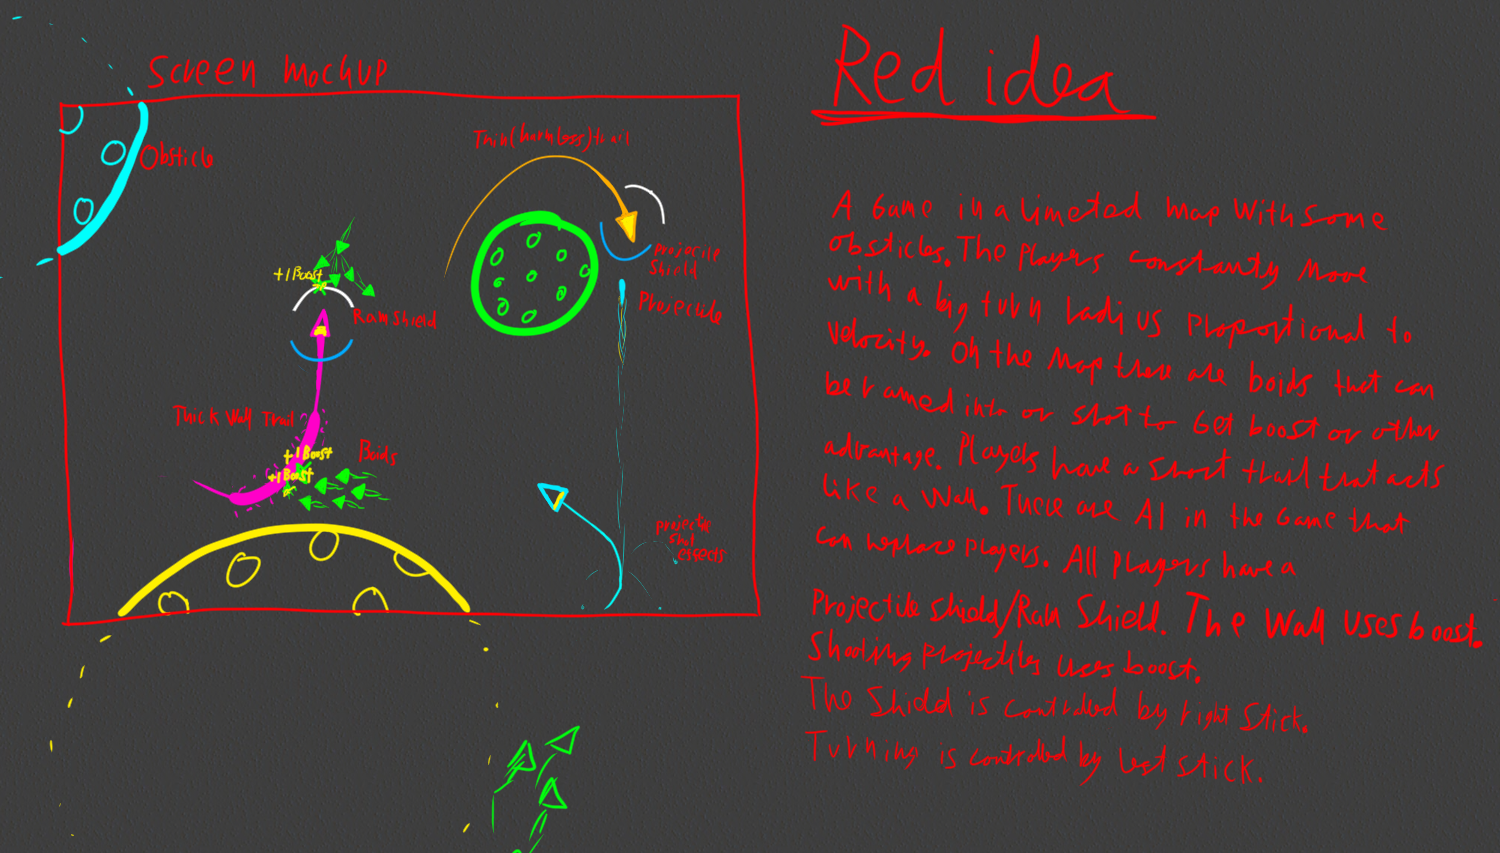 Screen mockup
Obsticle
Thin(harmless)trail
Projectile
Shield
Projectile
+1 Boost
Ram Shield
Thick Wall Trail
+1 Boost
+1 Boost
Boids
projectile
shot
effects
Red idea
A Game in a limeted map With Some
obsticles. The Players constanty move
with a big turn radius proportional to
velocity. On the map there are boids that can
be ramed into or shot to Get boost or other
advantage. Players have a short trail that acts
like a Wall. There are AI in the Game that
can replace players. All players have a
Projectile shield/Ram Shield. The Wall uses boost.
Shooting projectiles uses boost.
The Shield is controlled by right Stick.
Turning is controlled by left stick.